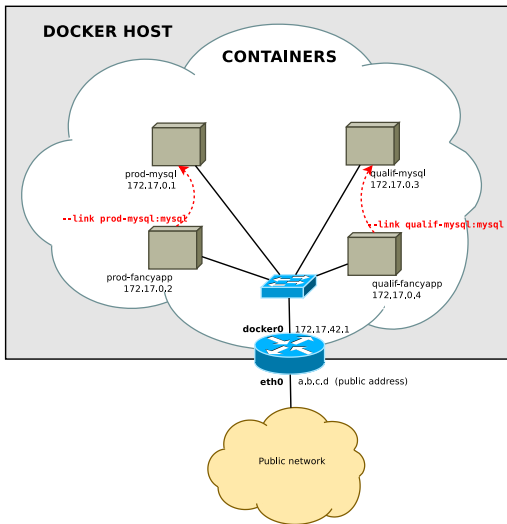 DOCKER HOST
CONTAINERS
prod-mysql
172.17.0.1
qualif-mysql
172.17.0.3
--link prod-mysql:mysql
--link qualif-mysql:mysql
prod-fancyapp
172.17.0.2
qualif-fancyapp
172.17.0.4
docker0 172.17.42.1
eth0 a,b,c,d (public address)
Public network